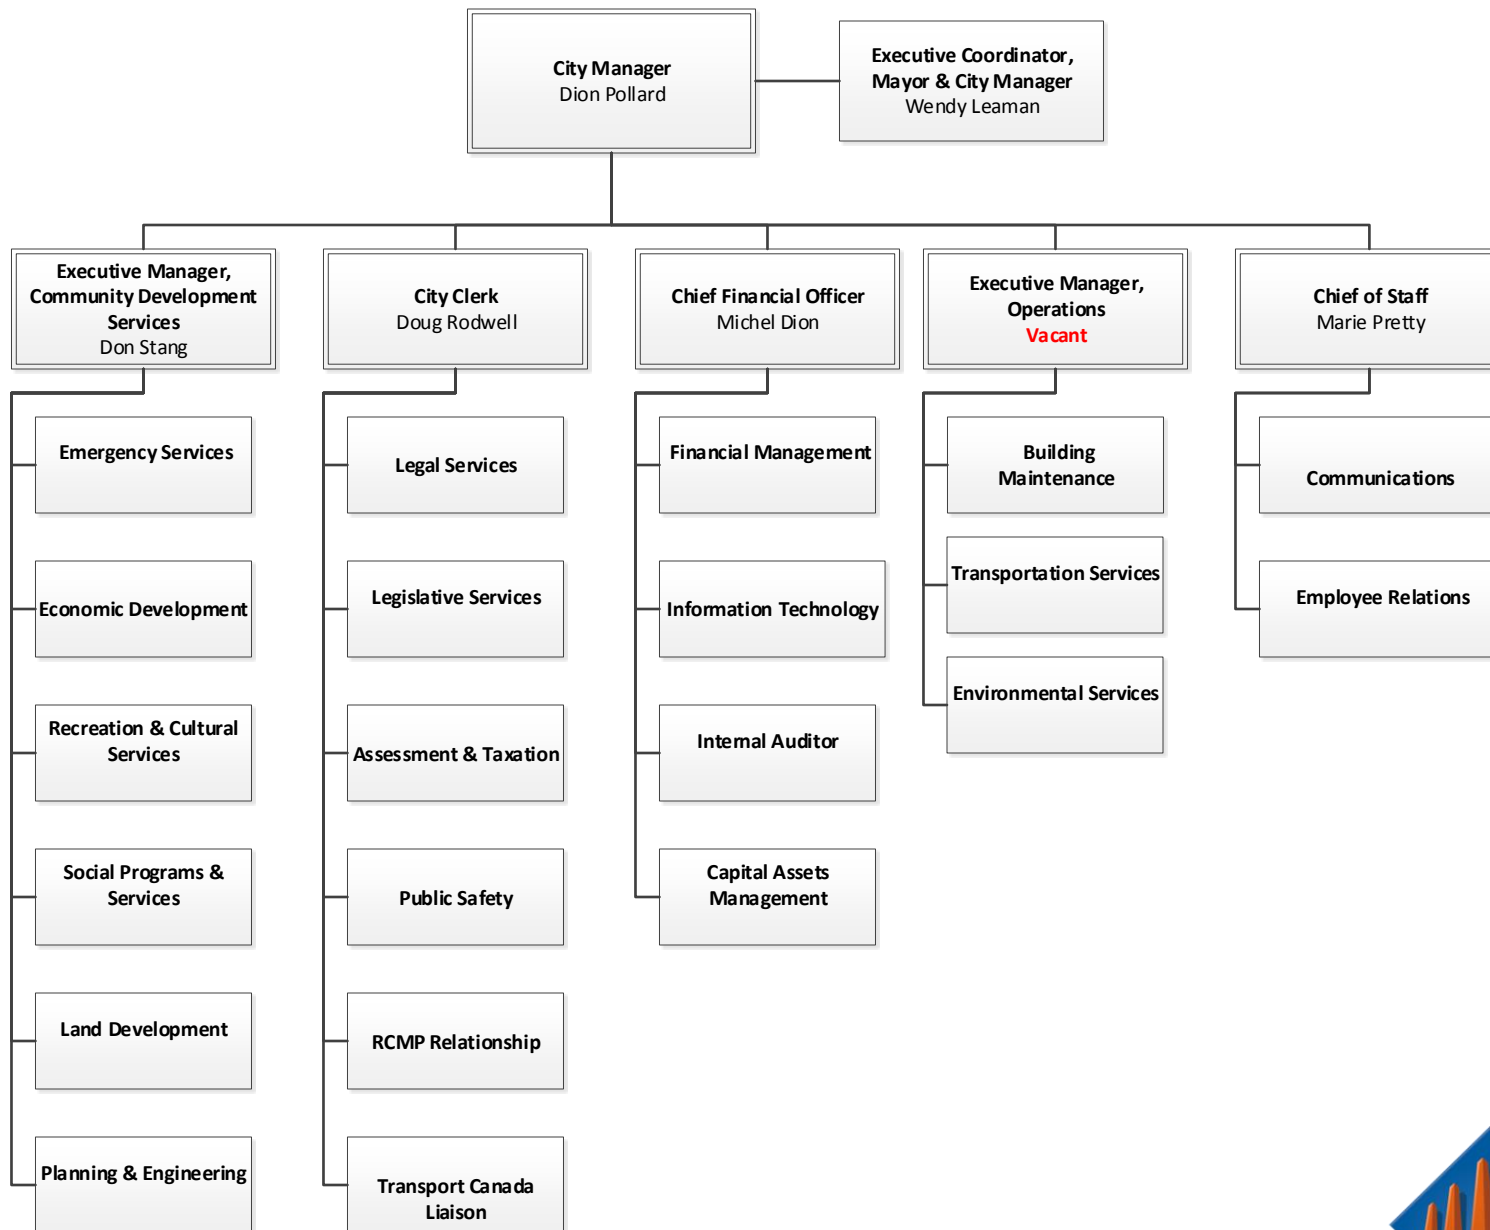 City Manager
Dion Pollard
Executive Coordinator,
Mayor & City Manager
Wendy Leaman
Executive Manager,
Community Development
Services
Don Stang
City Clerk
Doug Rodwell
Chief Financial Officer
Michel Dion
Executive Manager,
Operations
Vacant
Chief of Staff
Marie Pretty
Emergency Services
Economic Development
Recreation & Cultural
Services
Social Programs &
Services
Land Development
Planning & Engineering
Legal Services
Legislative Services
Assessment & Taxation
Public Safety
RCMP Relationship
Transport Canada
Liaison
Financial Management
Information Technology
Internal Auditor
Capital Assets
Management
Building
Maintenance
Transportation Services
Environmental Services
Communications
Employee Relations